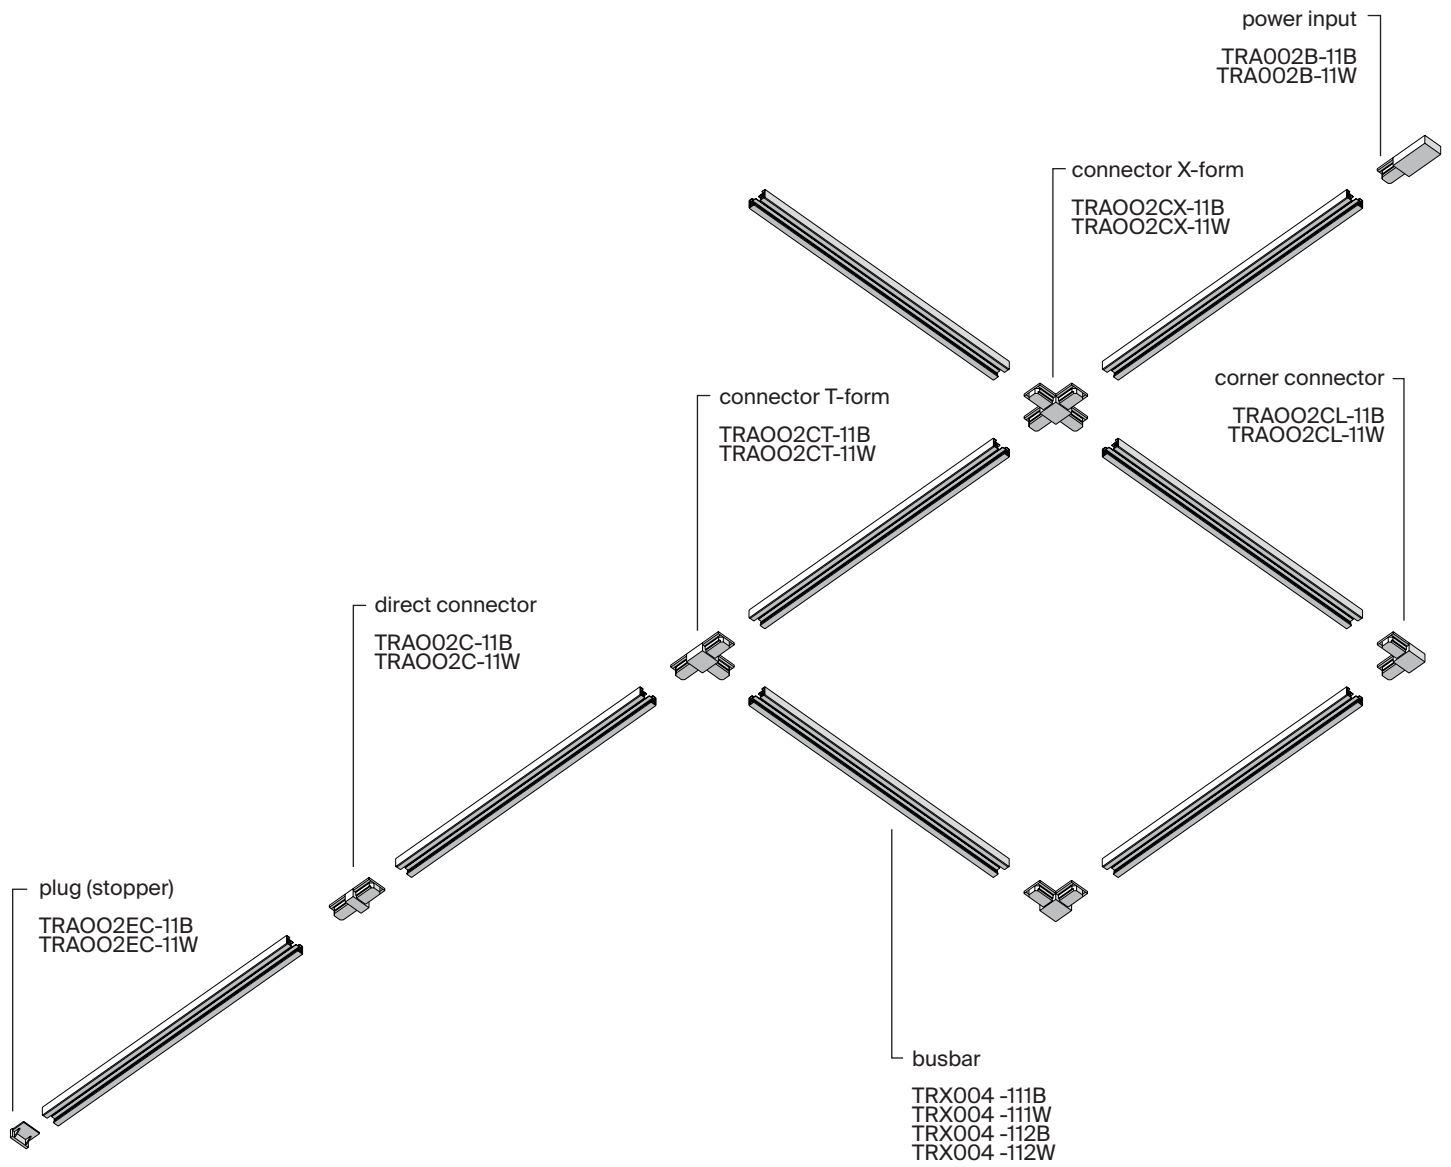 power input
TRA002B-11B
TRA002B-11W
connector X-form
TRAOO2CX-11B
TRAOO2CX-11W
corner connector
TRAOO2CL-11B
TRAOO2CL-11W
connector T-form
TRAOO2CT-11B
TRAOO2CT-11W
direct connector
TRAOO2C-11B
TRAOO2C-11W
plug (stopper)
TRAOO2EC-11B
TRAOO2EC-11W
busbar
TRX004 -111B
TRX004 -111W
TRX004 -112B
TRX004 -112W